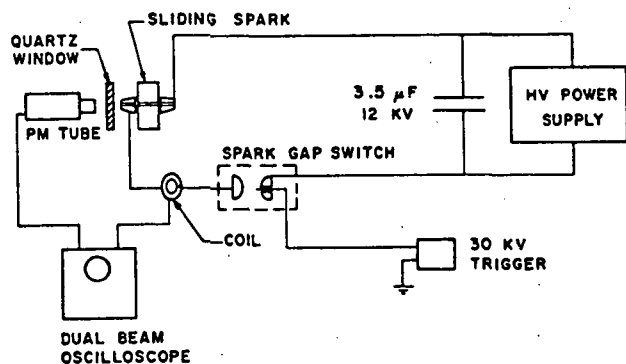 SLIDING SPARK
QUARTZ
WINDOW
PM TUBE
3.5 μF
12 KV
HV POWER
SUPPLY
SPARK GAP SWITCH
COIL
30 KV
TRIGGER
DUAL BEAM
OSCILLOSCOPE